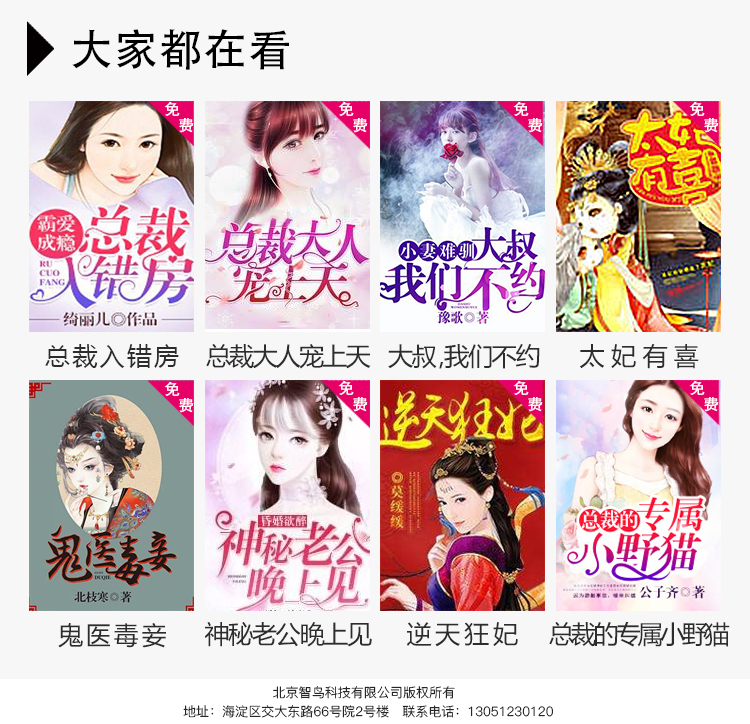 大家都在看
免费
霸爱成瘾
总裁入错房
RU CUO FANG
绮丽儿◎作品
免费
总裁大人宠上天
免费
小妻难驯
大叔我们不约
豫歌◎著
免费
太妃有喜
总裁入错房
总裁大人宠上天
大叔,我们不约
太妃有喜
免费
鬼医毒妾
DUQIE
北枝寒◎著
免费
昏婚欲醉
神秘老公晚上见
免费
逆天狂妃
◎莫缓缓
免费
总裁的专属小野猫
公子齐◎著
鬼医毒妾
神秘老公晚上见
逆天狂妃
总裁的专属小野猫
北京智鸟科技有限公司版权所有
地址：海淀区交大东路66号院2号楼 联系电话：13051230120